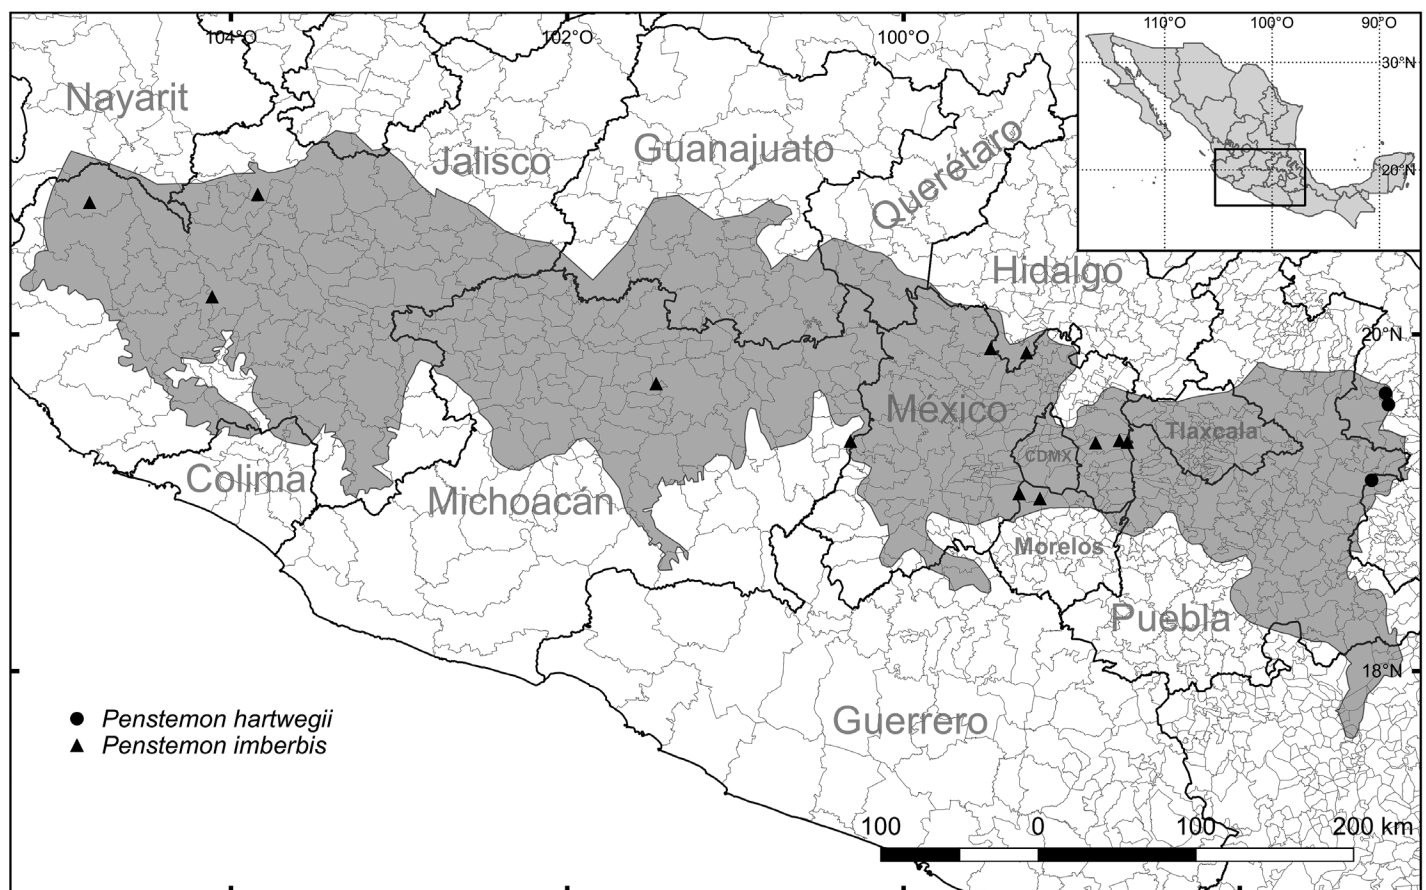 104°O
102°O
100°O
110°O
100°O
90°O
30°N
20°N
Nayarit
Jalisco
Guanajuato
Querétaro
Hidalgo
20°N
México
Tlaxcala
CDMX
Colima
Michoacán
Morelos
Puebla
18°N
Guerrero
Penstemon hartwegii
Penstemon imberbis
100 0 100 200 km